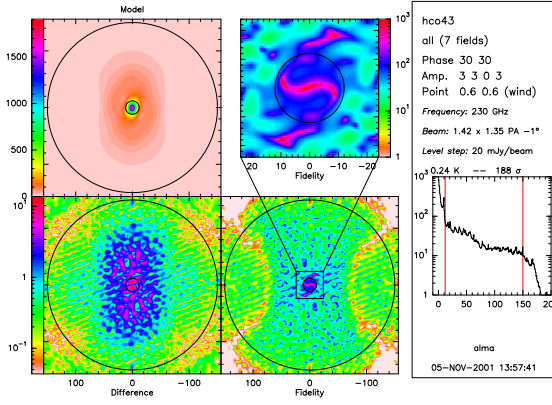 Model
1500
1000
500
0
10³
10²
10
1
20 10 0 −10 −20
Fidelity
hco43
all (7 fields)
Phase 30 30
Amp. 3 3 0 3
Point 0.6 0.6 (wind)
Frequency: 230 GHz
Beam: 1.42 x 1.35 PA −1°
Level step: 20 mJy/beam
0.24 K −− 188 σ
10³
10²
10
1
0 50 100 150 200
10
1
10⁻¹
100 0 −100
Difference
100 0 −100
Fidelity
alma
05−NOV−2001 13:57:41